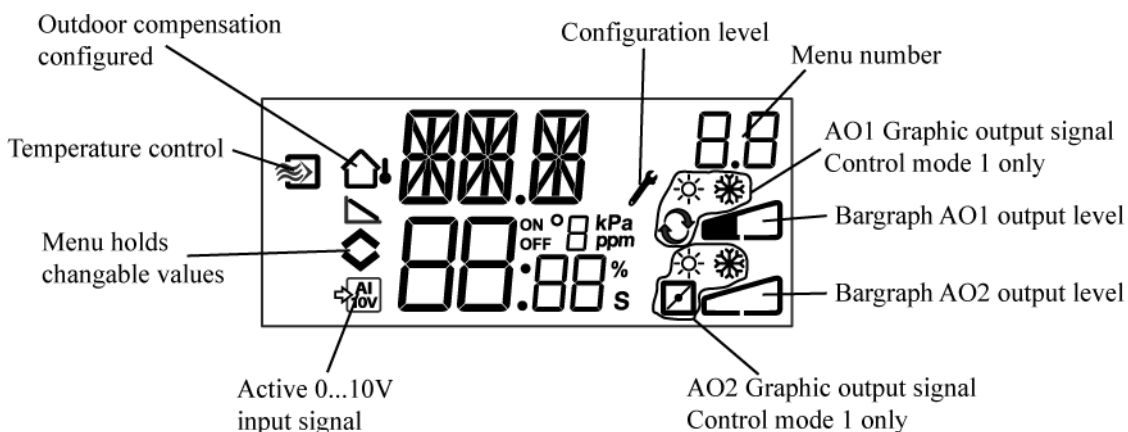 Outdoor compensation
configured
Configuration level
Menu number
Temperature control
AO1 Graphic output signal
Control mode 1 only
Menu holds
changable values
ON
OFF
kPa
ppm
%
S
Bargraph AO1 output level
AI
10V
Bargraph AO2 output level
Active 0...10V
input signal
AO2 Graphic output signal
Control mode 1 only